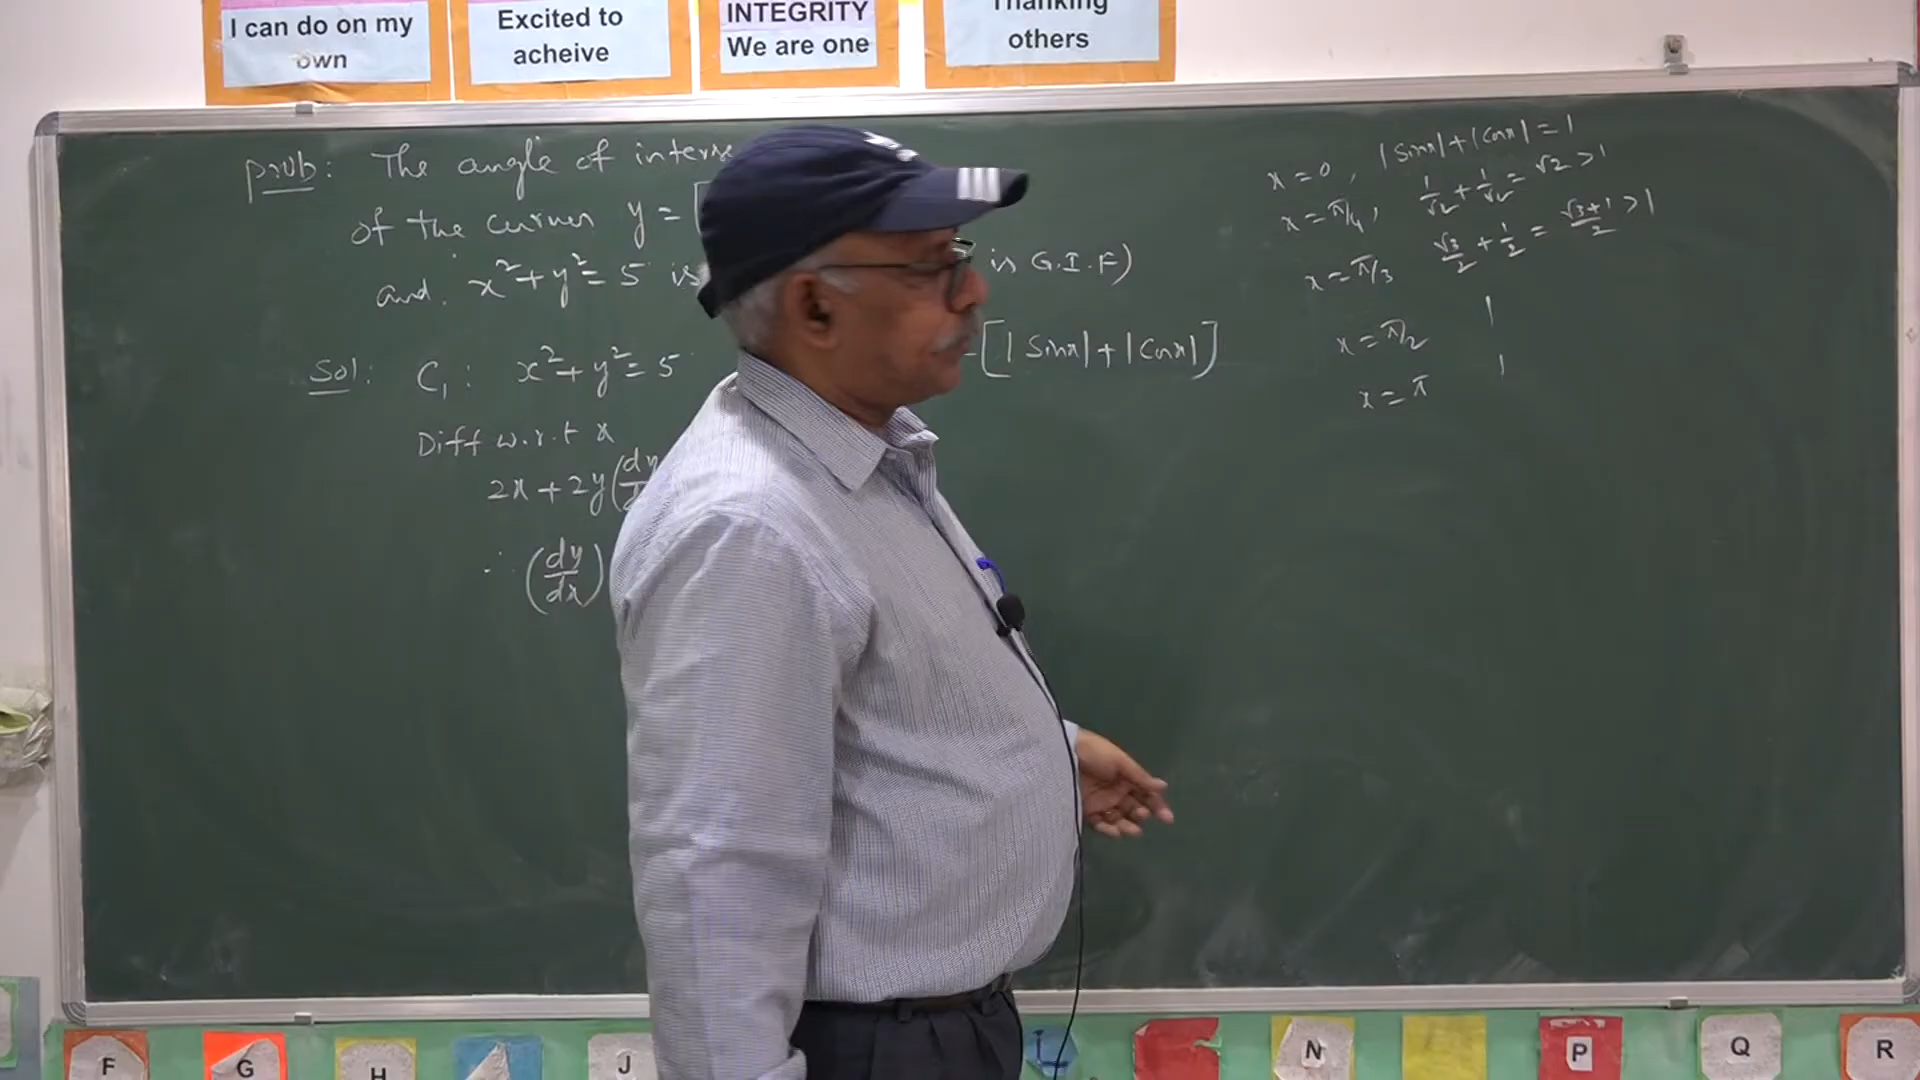 I can do on my
own
Excited to
acheive
INTEGRITY
We are one
Thanking
others
Prob: The angle of
of the curves y = [
and x² + y² = 5 is is G.I.F)
Sol: C₁: x² + y² = 5
[|Sinx| + |Cosx|]
Diff w.r.t x
2x + 2y(dy
∴ (dy/dx)
x = 0, |Sinx| + |Cosx| = 1
x = π/4, 1/√2 + 1/√2 = √2 > 1
x = π/3 √3/2 + 1/2 = (√3+1)/2 > 1
x = π/2 1
x = π 1
F
G
H
J
L
N
P
Q
R